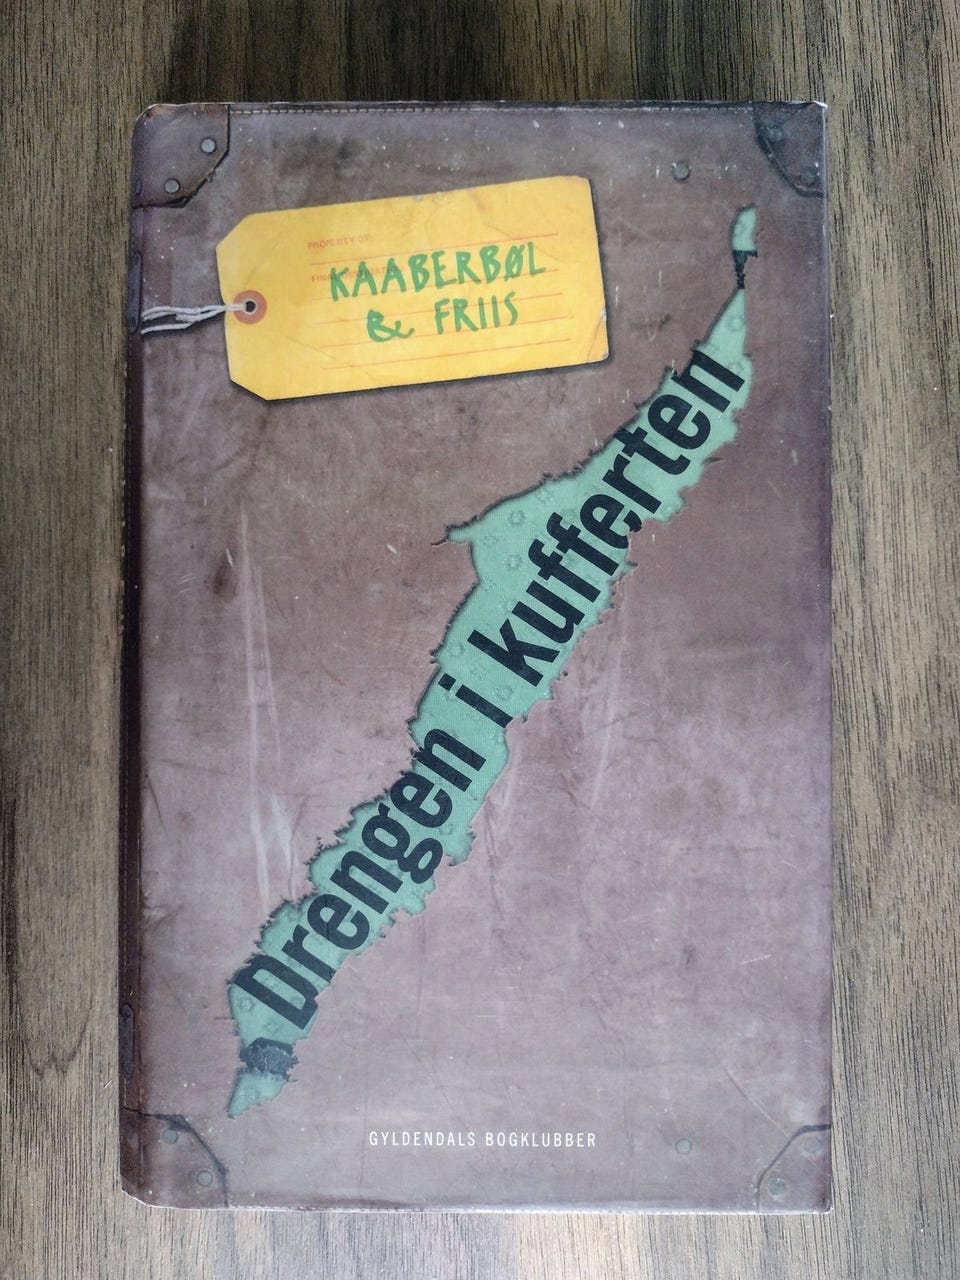 PROPERTY OF:
KAABERBØL
& FRIIS
Drengen i kufferten
GYLDENDALS BOGKLUBBER